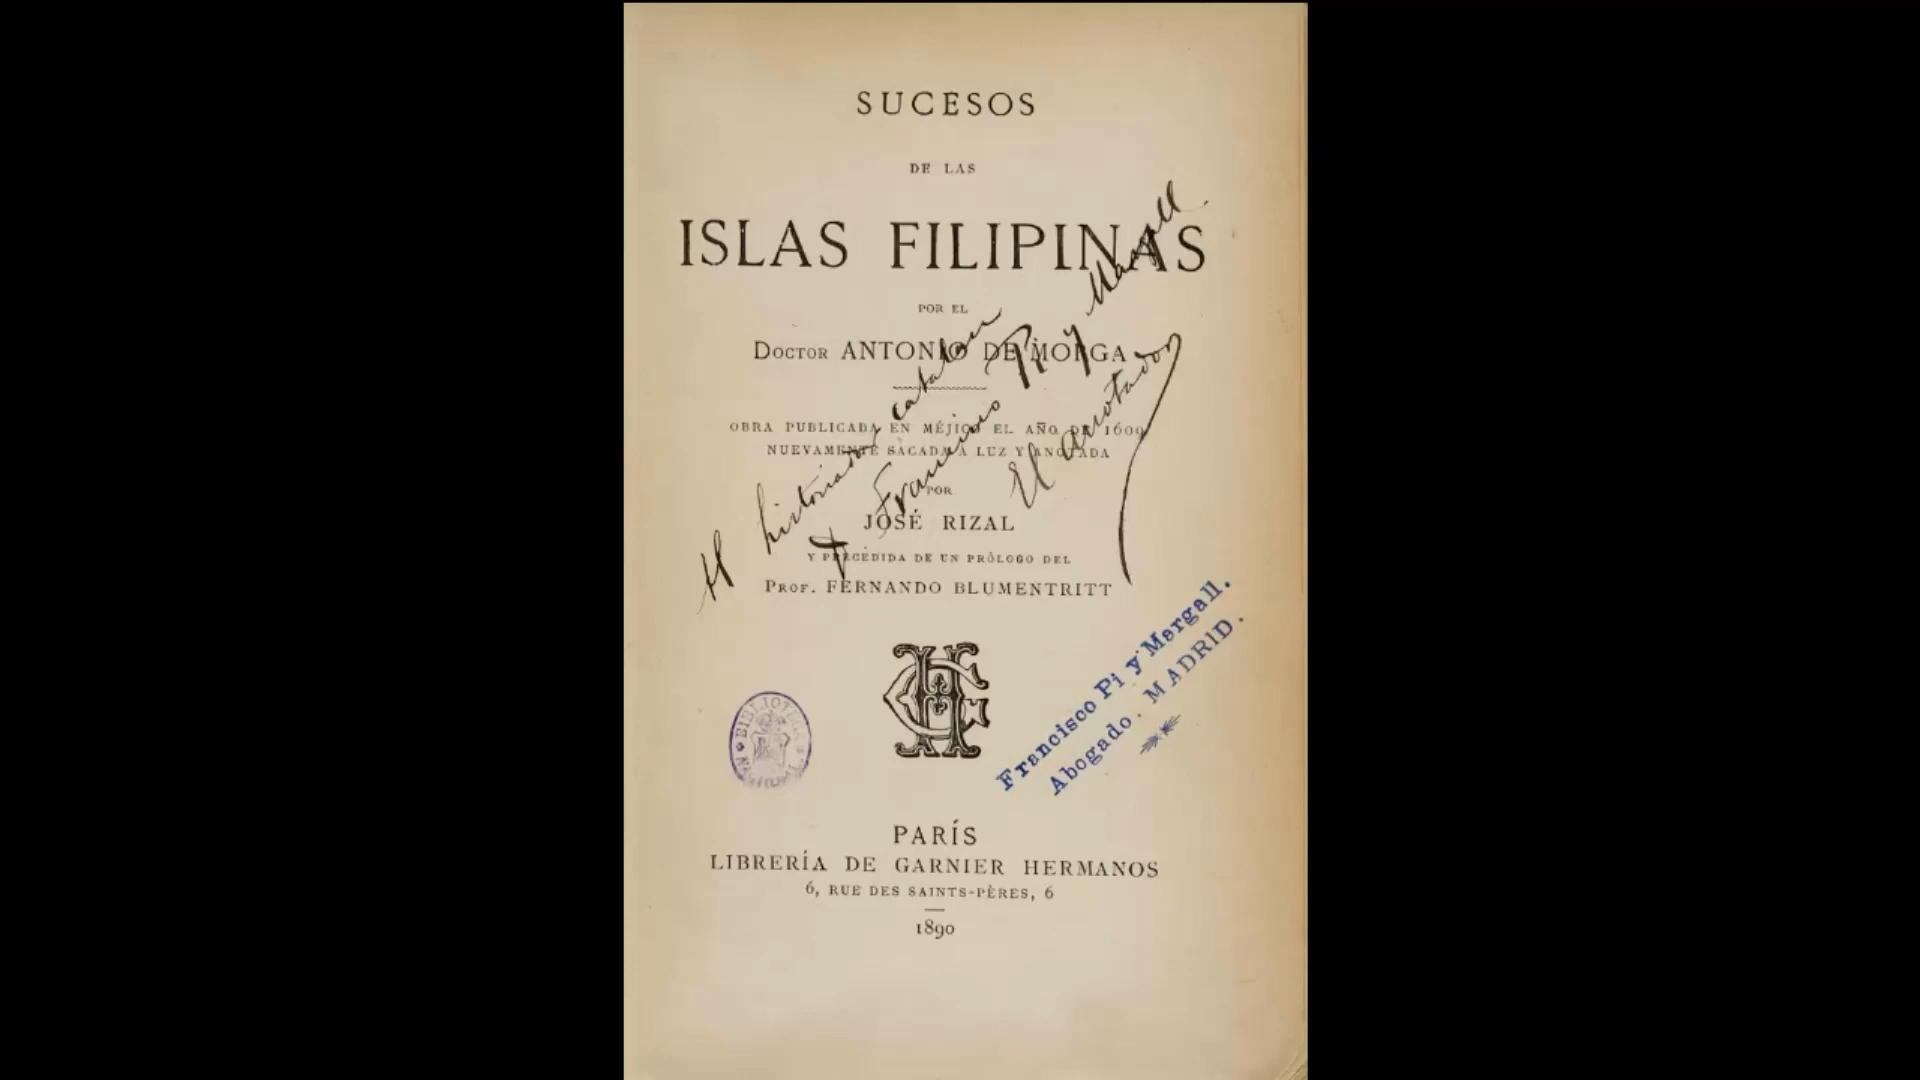 SUCESOS
DE LAS
ISLAS FILIPINAS
POR EL
DOCTOR ANTONIO DE MORGA
OBRA PUBLICADA EN MÉJICO EL AÑO DE 1609
NUEVAMENTE SACADA Á LUZ Y ANOTADA
POR
JOSÉ RIZAL
Y PRECEDIDA DE UN PRÓLOGO DEL
PROF. FERNANDO BLUMENTRITT
Al historiador catalan
Francisco Pi y Margall
El anotador
Francisco Pi y Margall.
Abogado. MADRID.
BIBLIOTECA NACIONAL
PARÍS
LIBRERÍA DE GARNIER HERMANOS
6, RUE DES SAINTS-PÈRES, 6
1890